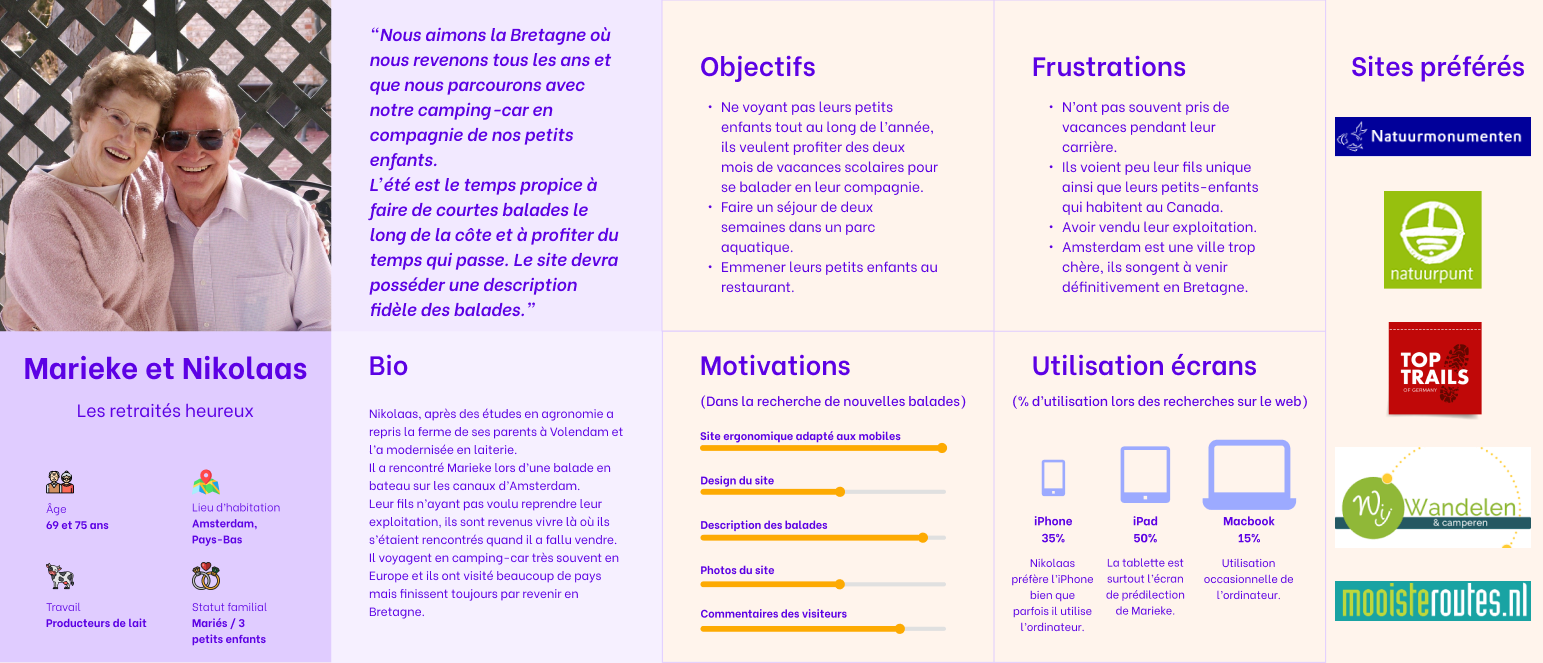 “Nous aimons la Bretagne où
nous revenons tous les ans et
que nous parcourons avec
notre camping-car en
compagnie de nos petits
enfants.
L’été est le temps propice à
faire de courtes balades le
long de la côte et à profiter du
temps qui passe. Le site devra
posséder une description
fidèle des balades.”
Objectifs
• Ne voyant pas leurs petits
enfants tout au long de l’année,
ils veulent profiter des deux
mois de vacances scolaires pour
se balader en leur compagnie.
• Faire un séjour de deux
semaines dans un parc
aquatique.
• Emmener leurs petits enfants au
restaurant.
Frustrations
• N’ont pas souvent pris de
vacances pendant leur
carrière.
• Ils voient peu leur fils unique
ainsi que leurs petits-enfants
qui habitent au Canada.
• Avoir vendu leur exploitation.
• Amsterdam est une ville trop
chère, ils songent à venir
définitivement en Bretagne.
Sites préférés
Natuurmonumenten
natuurpunt
TOP
TRAILS
OF GERMANY
Wij
Wandelen
& camperen
mooisteroutes.nl
Marieke et Nikolaas
Les retraités heureux
Âge
69 et 75 ans
Lieu d’habitation
Amsterdam,
Pays-Bas
Travail
Producteurs de lait
Statut familial
Mariés / 3
petits enfants
Bio
Nikolaas, après des études en agronomie a
repris la ferme de ses parents à Volendam et
l’a modernisée en laiterie.
Il a rencontré Marieke lors d’une balade en
bateau sur les canaux d’Amsterdam.
Leur fils n’ayant pas voulu reprendre leur
exploitation, ils sont revenus vivre là où ils
s’étaient rencontrés quand il a fallu vendre.
Il voyagent en camping-car très souvent en
Europe et ils ont visité beaucoup de pays
mais finissent toujours par revenir en
Bretagne.
Motivations
(Dans la recherche de nouvelles balades)
Site ergonomique adapté aux mobiles
Design du site
Description des balades
Photos du site
Commentaires des visiteurs
Utilisation écrans
(% d’utilisation lors des recherches sur le web)
iPhone
35%
Nikolaas
préfère l’iPhone
bien que
parfois il utilise
l’ordinateur.
iPad
50%
La tablette est
surtout l’écran
de prédilection
de Marieke.
Macbook
15%
Utilisation
occasionnelle de
l’ordinateur.